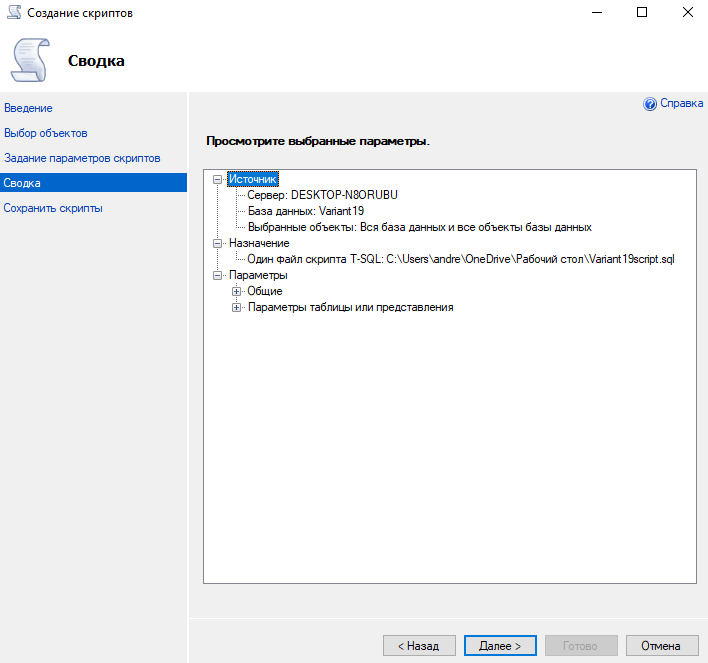 Создание скриптов
Сводка
Введение
Выбор объектов
Задание параметров скриптов
Сводка
Сохранить скрипты
Справка
Просмотрите выбранные параметры.
Источник
Сервер: DESKTOP-N8ORUBU
База данных: Variant19
Выбранные объекты: Вся база данных и все объекты базы данных
Назначение
Один файл скрипта T-SQL: C:\Users\andre\OneDrive\Рабочий стол\Variant19script.sql
Параметры
Общие
Параметры таблицы или представления
< Назад
Далее >
Готово
Отмена